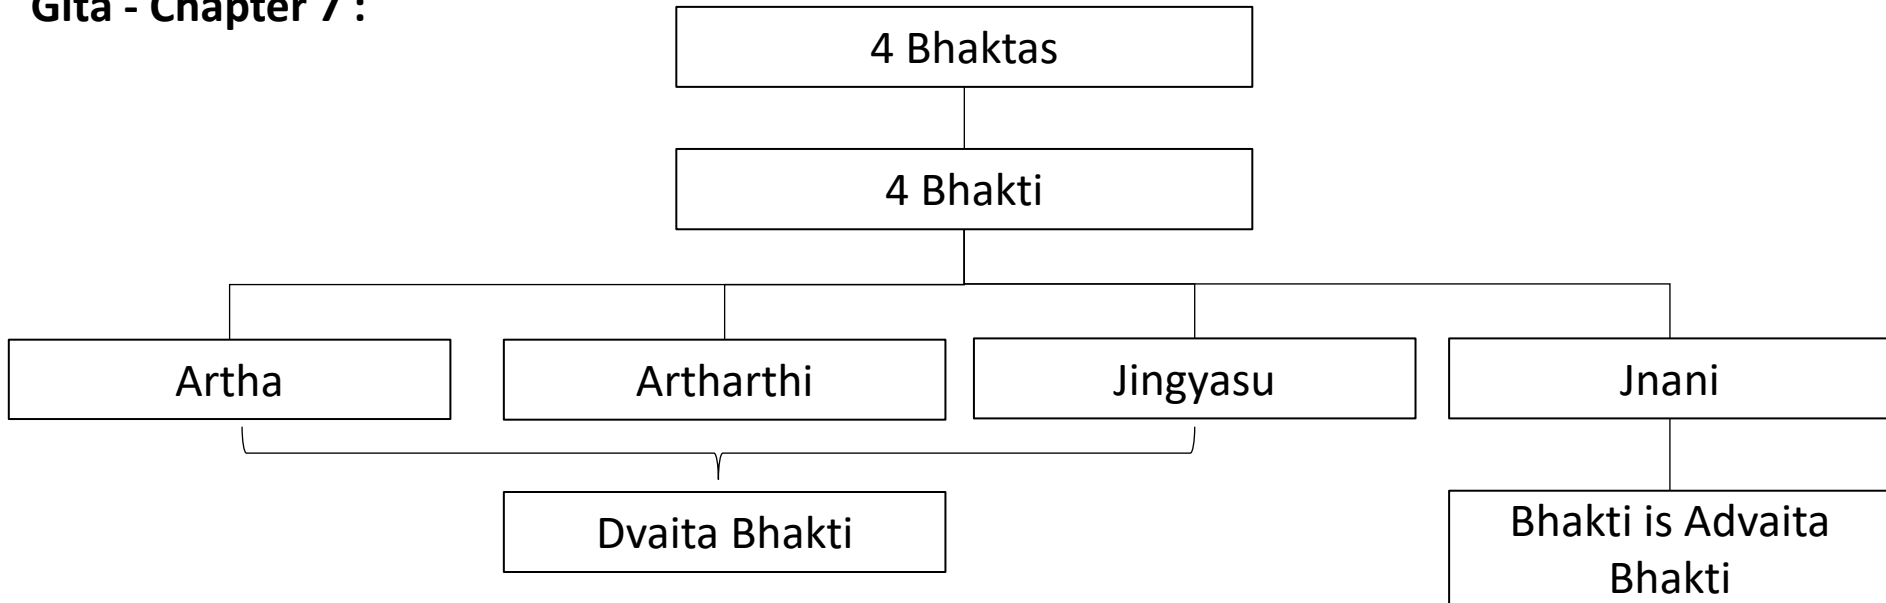 Gita - Chapter 7 :
4 Bhaktas
4 Bhakti
Artha
Artharthi
Jingyasu
Jnani
Dvaita Bhakti
Bhakti is Advaita
Bhakti